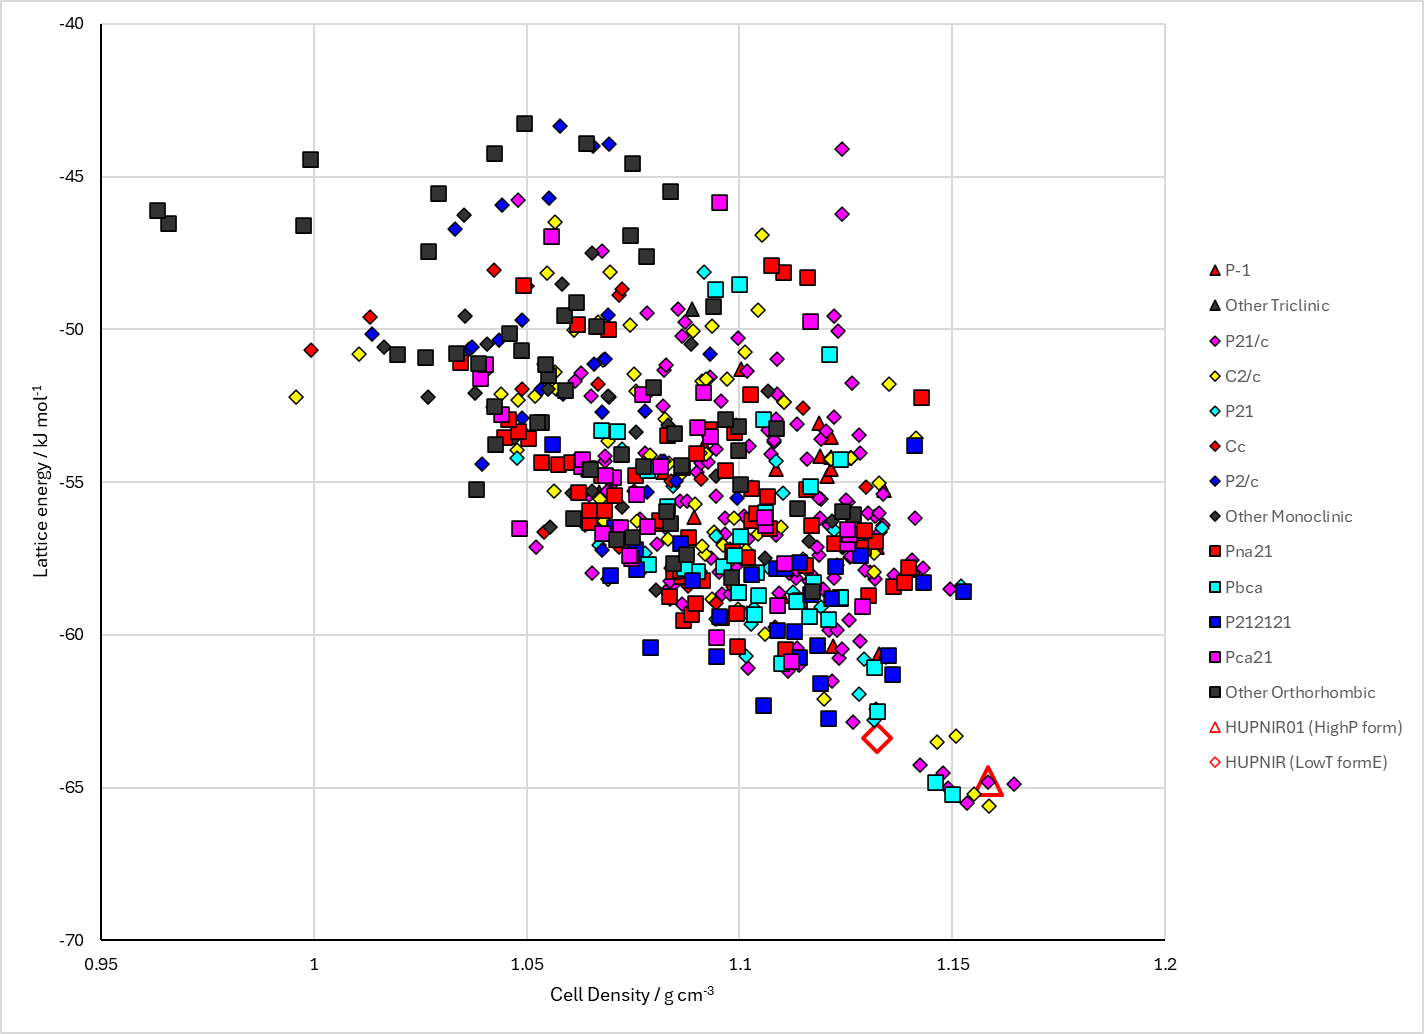 -40
-45
-50
-55
-60
-65
-70
0.95
1
1.05
1.1
1.15
1.2
Lattice energy / kJ mol-1
Cell Density / g cm-3
P-1
Other Triclinic
P21/c
C2/c
P21
Cc
P2/c
Other Monoclinic
Pna21
Pbca
P212121
Pca21
Other Orthorhombic
HUPNIR01 (HighP form)
HUPNIR (LowT formE)